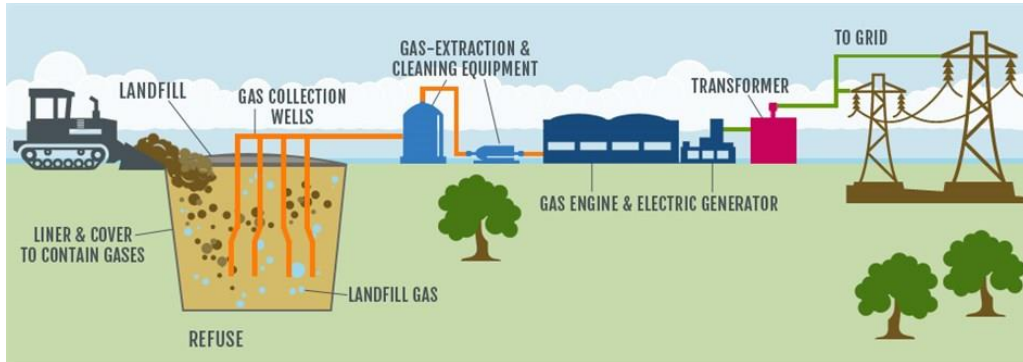 LANDFILL
GAS COLLECTION
WELLS
GAS-EXTRACTION &
CLEANING EQUIPMENT
TRANSFORMER
TO GRID
GAS ENGINE & ELECTRIC GENERATOR
LINER & COVER
TO CONTAIN GASES
LANDFILL GAS
REFUSE